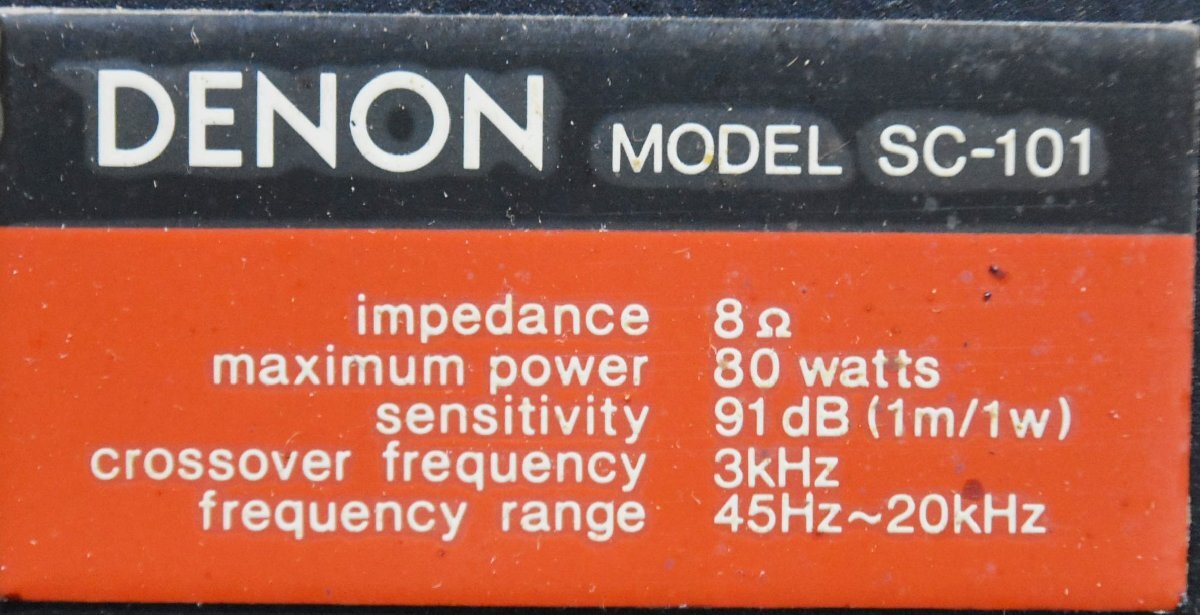 DENON MODEL SC-101
impedance 8Ω
maximum power 80 watts
sensitivity 91dB (1m/1w)
crossover frequency 3kHz
frequency range 45Hz~20kHz